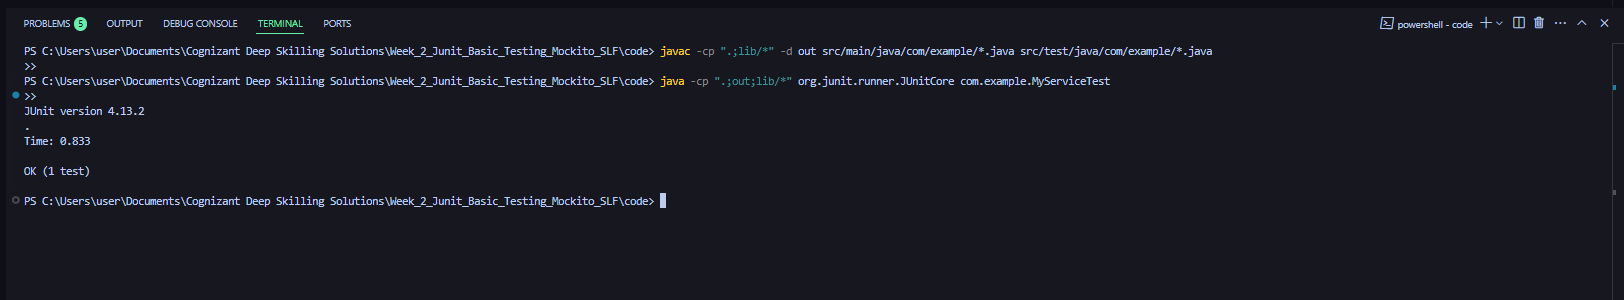 PROBLEMS 5 OUTPUT DEBUG CONSOLE TERMINAL PORTS powershell - code
PS C:\Users\user\Documents\Cognizant Deep Skilling Solutions\Week_2_Junit_Basic_Testing_Mockito_SLF\code> javac -cp ".;lib/*" -d out src/main/java/com/example/*.java src/test/java/com/example/*.java
>>
PS C:\Users\user\Documents\Cognizant Deep Skilling Solutions\Week_2_Junit_Basic_Testing_Mockito_SLF\code> java -cp ".;out;lib/*" org.junit.runner.JUnitCore com.example.MyServiceTest
>>
JUnit version 4.13.2
.
Time: 0.833
OK (1 test)
PS C:\Users\user\Documents\Cognizant Deep Skilling Solutions\Week_2_Junit_Basic_Testing_Mockito_SLF\code>